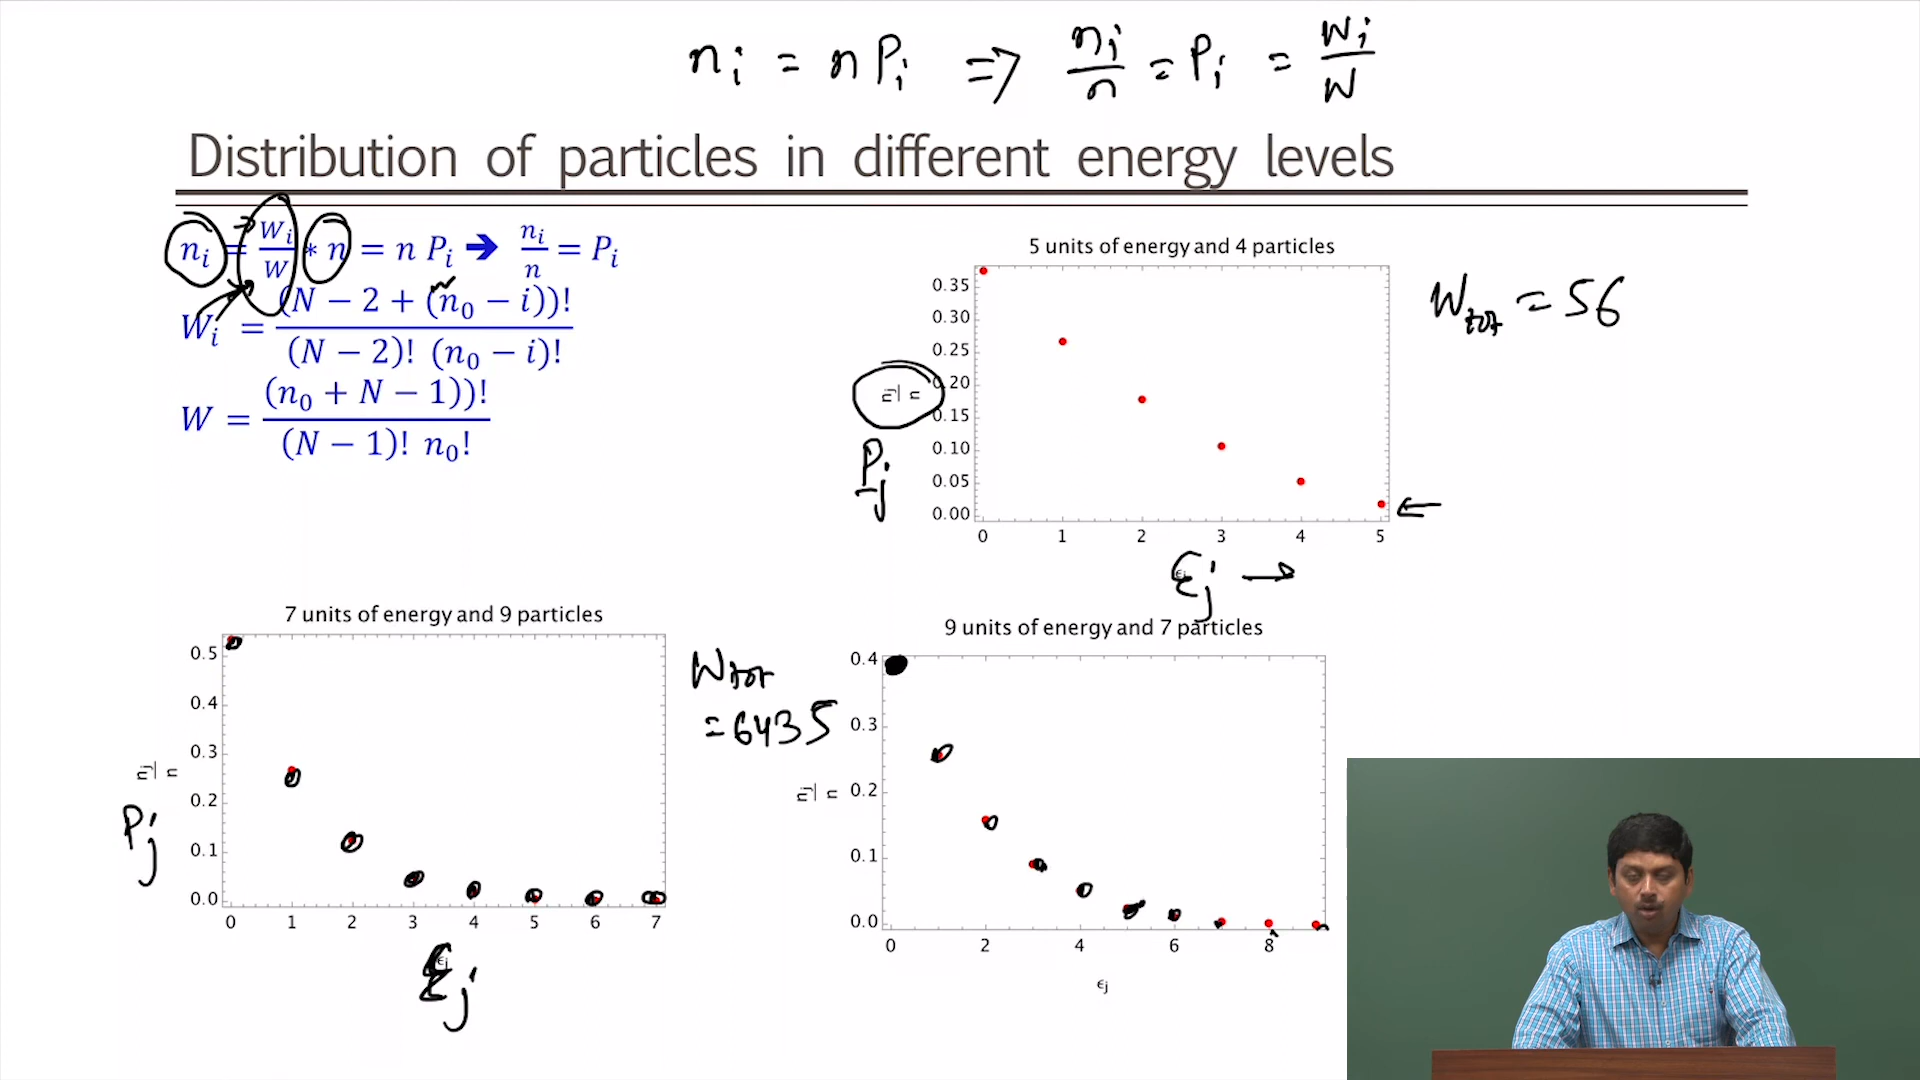 nᵢ = n Pᵢ ⇒ nᵢ/n = Pᵢ = Wᵢ/W
Distribution of particles in different energy levels
nᵢ = Wᵢ/W * n = n Pᵢ ➔ nᵢ/n = Pᵢ
Wᵢ = (N − 2 + (n₀ − i))! / (N − 2)! (n₀ − i)!
W = (n₀ + N − 1))! / (N − 1)! n₀!
5 units of energy and 4 particles
0.35
0.30
0.25
0.20
0.15
0.10
0.05
0.00
nⱼ/n
Pⱼ
0 1 2 3 4 5
Ɛⱼ →
W_tot = 56
7 units of energy and 9 particles
0.5
0.4
0.3
0.2
0.1
0.0
nⱼ/n
Pⱼ
0 1 2 3 4 5 6 7
Ɛⱼ
W_tot
= 6435
9 units of energy and 7 particles
0.4
0.3
0.2
0.1
0.0
nⱼ/n
0 2 4 6 8
ϵⱼ